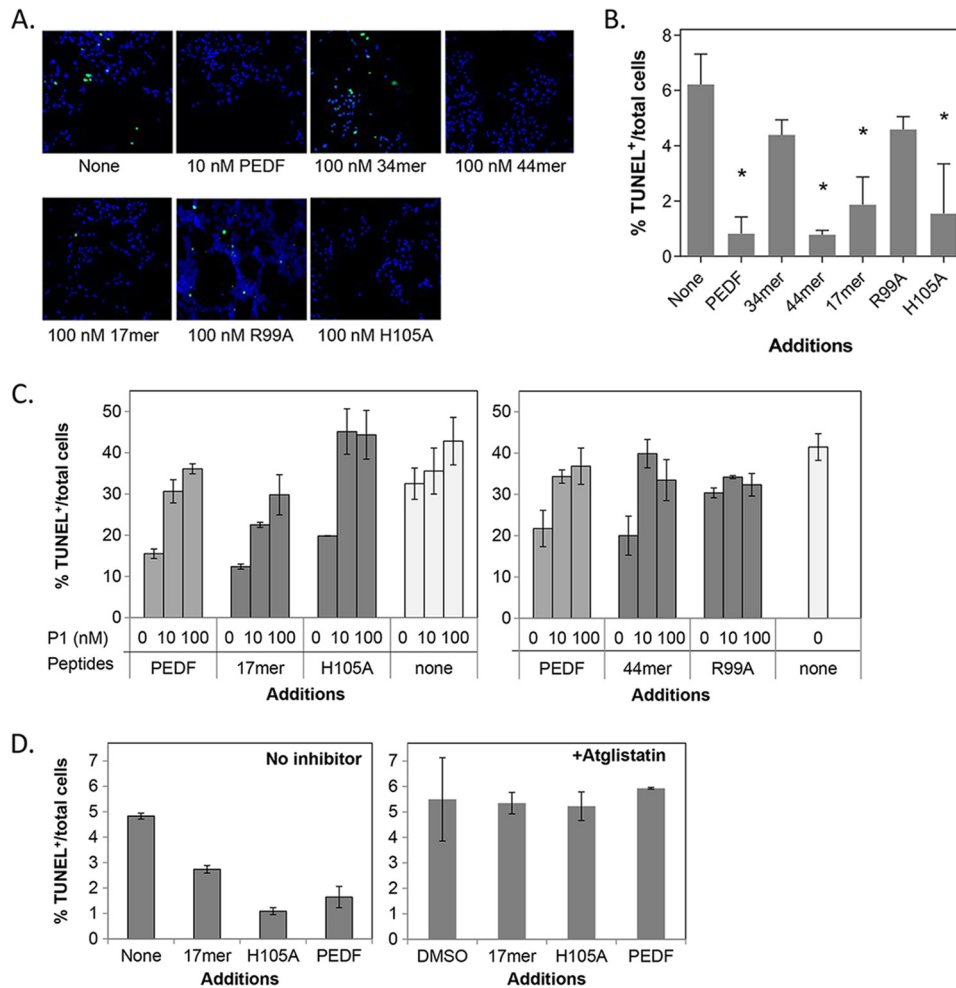 A.
None 10 nM PEDF 100 nM 34mer 100 nM 44mer
100 nM 17mer 100 nM R99A 100 nM H105A
B.
% TUNEL⁺/total cells
8
6
4
2
0
* * * *
None PEDF 34mer 44mer 17mer R99A H105A
Additions
C.
% TUNEL⁺/total cells
50
40
30
20
10
0
P1 (nM) 0 10 100 0 10 100 0 10 100 0 10 100
Peptides PEDF 17mer H105A none
Additions
50
40
30
20
10
0
0 10 100 0 10 100 0 10 100 0
PEDF 44mer R99A none
Additions
D.
% TUNEL⁺/total cells
No inhibitor
7
6
5
4
3
2
1
0
None 17mer H105A PEDF
Additions
+Atglistatin
7
6
5
4
3
2
1
0
DMSO 17mer H105A PEDF
Additions